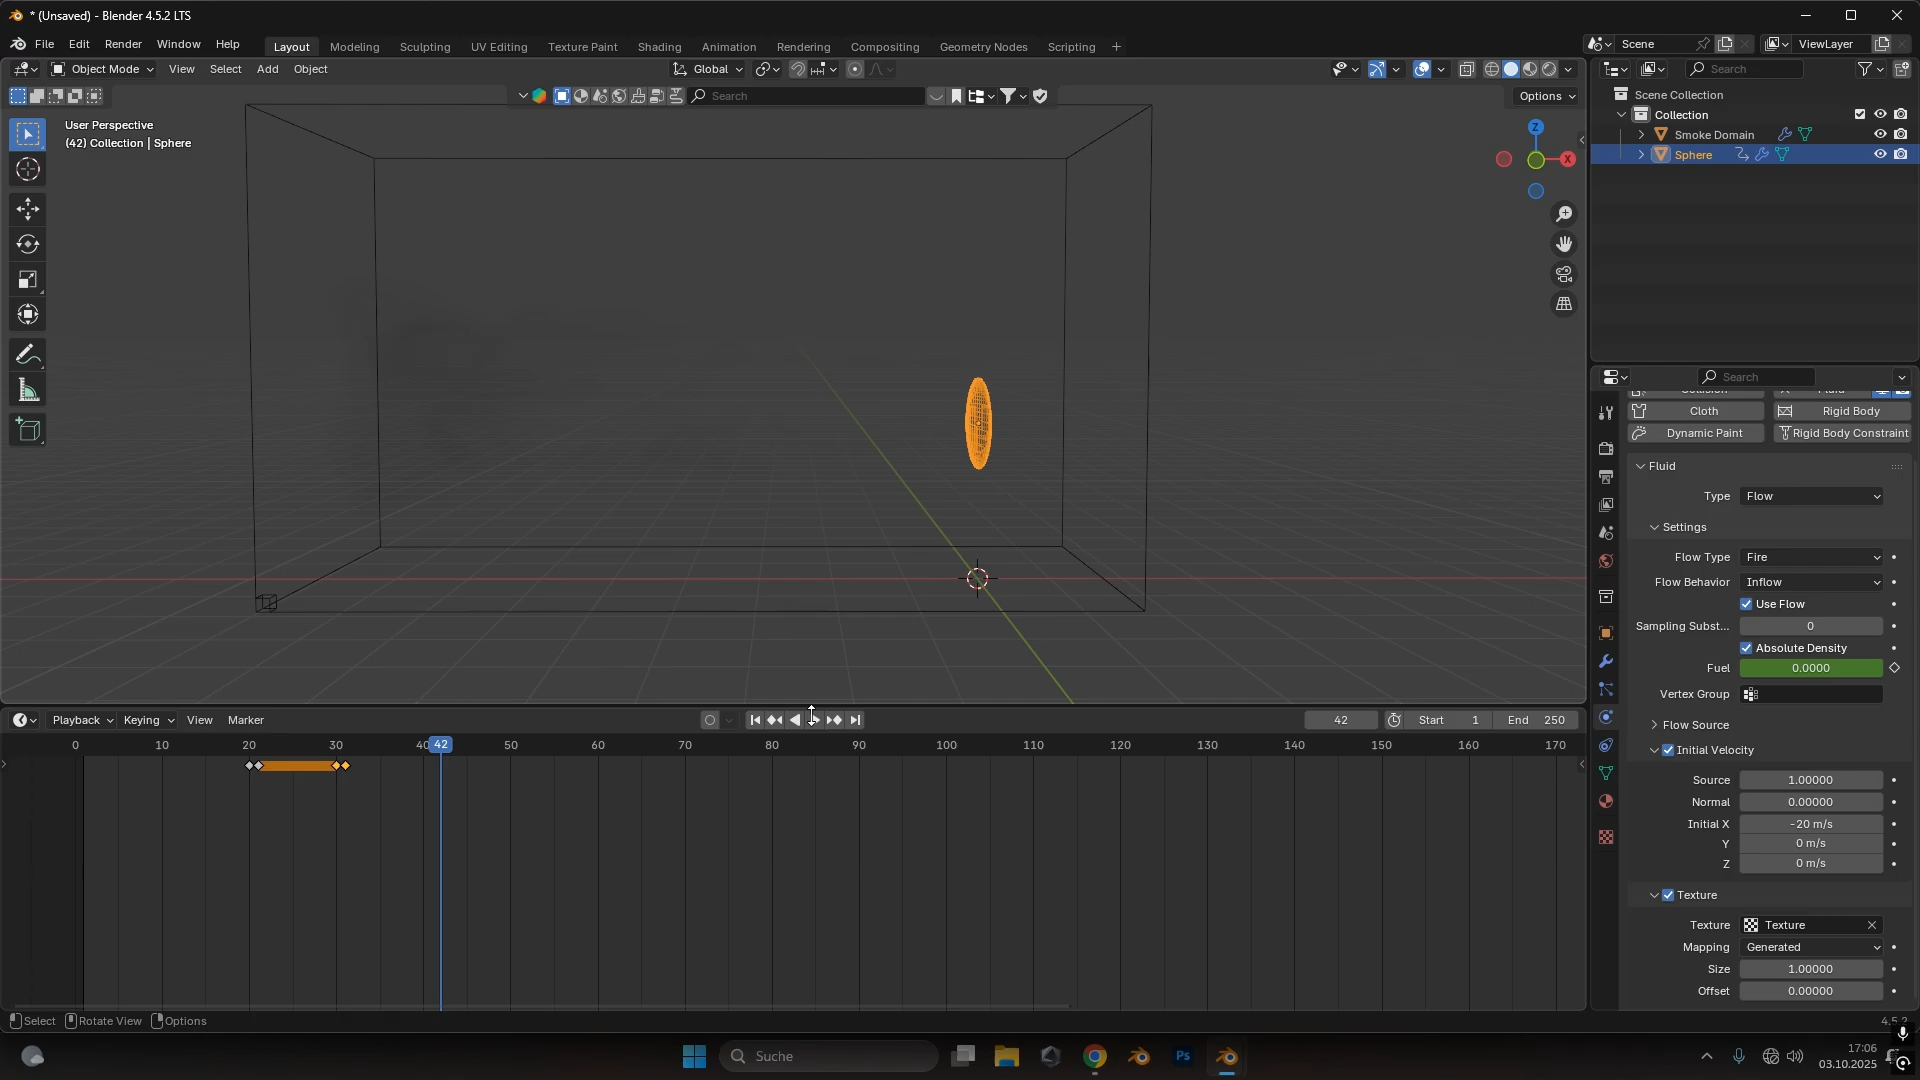 * (Unsaved) - Blender 4.5.2 LTS
File Edit Render Window Help
Layout Modeling Sculpting UV Editing Texture Paint Shading Animation Rendering Compositing Geometry Nodes Scripting +
Scene
ViewLayer
Object Mode View Select Add Object
Global
Search
Search
Options
User Perspective
(42) Collection | Sphere
Z
X
Scene Collection
Collection
Smoke Domain
Sphere
Search
Cloth Rigid Body
Dynamic Paint Rigid Body Constraint
Fluid
Type Flow
Settings
Flow Type Fire
Flow Behavior Inflow
Use Flow
Sampling Subst... 0
Absolute Density
Fuel 0.0000
Vertex Group
Flow Source
Initial Velocity
Source 1.00000
Normal 0.00000
Initial X -20 m/s
Y 0 m/s
Z 0 m/s
Texture
Texture Texture
Mapping Generated
Size 1.00000
Offset 0.00000
Playback Keying View Marker
42 Start 1 End 250
0 10 20 30 40 42 50 60 70 80 90 100 110 120 130 140 150 160 170
Select Rotate View Options
Suche
Ps
17:06
03.10.2025